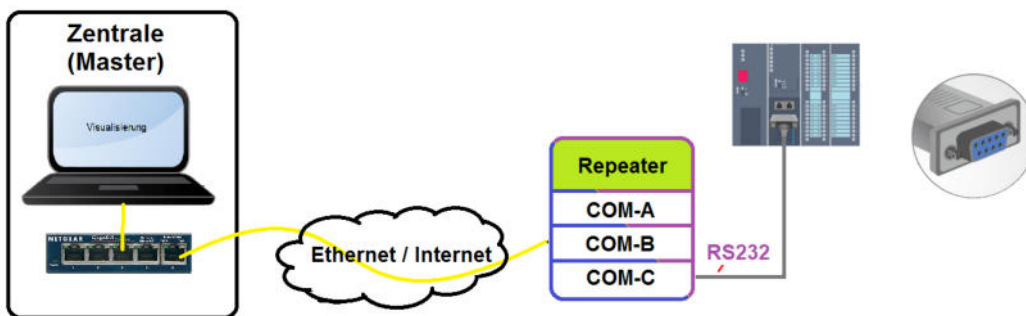 Zentrale
(Master)
Visualisierung
NETGEAR
Ethernet / Internet
Repeater
COM-A
COM-B
COM-C
RS232